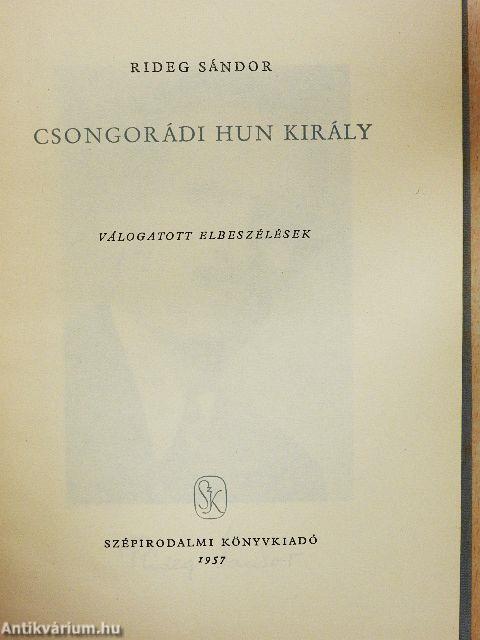 RIDEG SÁNDOR
CSONGORÁDI HUN KIRÁLY
VÁLOGATOTT ELBESZÉLÉSEK
SzK
SZÉPIRODALMI KÖNYVKIADÓ
1957
Antikvárium.hu